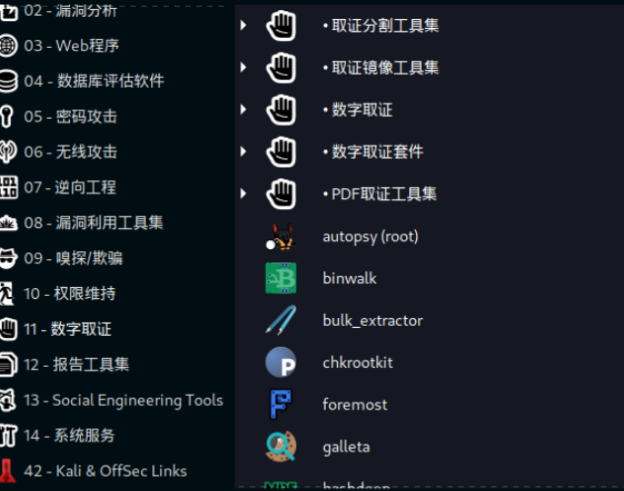 02 - 漏洞分析
03 - Web程序
04 - 数据库评估软件
05 - 密码攻击
06 - 无线攻击
07 - 逆向工程
08 - 漏洞利用工具集
09 - 嗅探/欺骗
10 - 权限维持
11 - 数字取证
12 - 报告工具集
13 - Social Engineering Tools
14 - 系统服务
42 - Kali & OffSec Links
• 取证分割工具集
• 取证镜像工具集
• 数字取证
• 数字取证套件
• PDF取证工具集
autopsy (root)
binwalk
bulk_extractor
chkrootkit
foremost
galleta
hashdeep